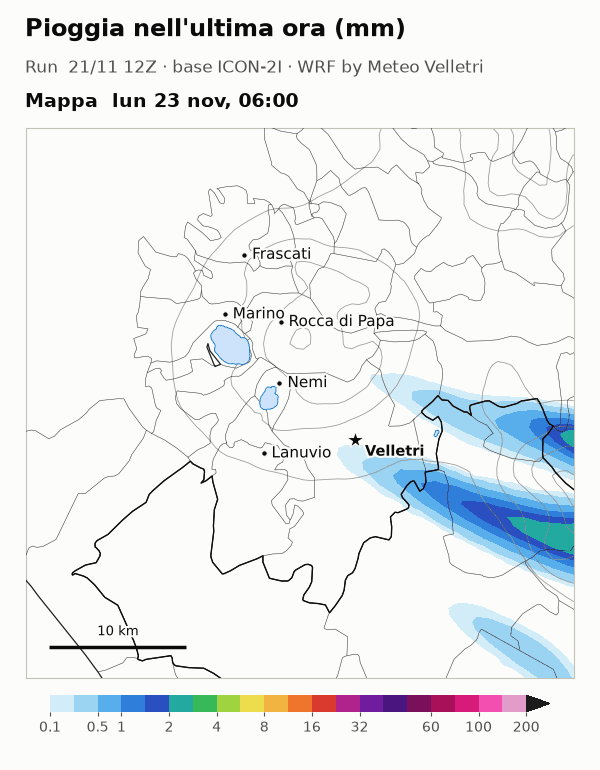 Pioggia nell'ultima ora (mm)
Run  21/11 12Z · base ICON-2I · WRF by Meteo Velletri
Mappa  lun 23 nov, 06:00
Frascati
Marino
Rocca di Papa
Nemi
Velletri
Lanuvio
10 km
0.1 0.5 1 2 4 8 16 32 60 100 200